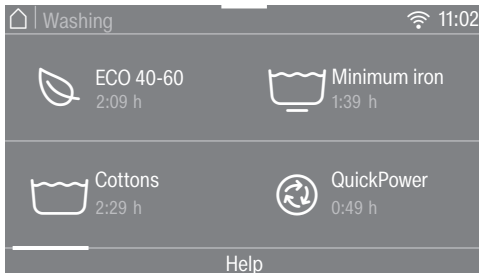 Washing
11:02
ECO 40-60
2:09 h
Minimum iron
1:39 h
Cottons
2:29 h
QuickPower
0:49 h
Help